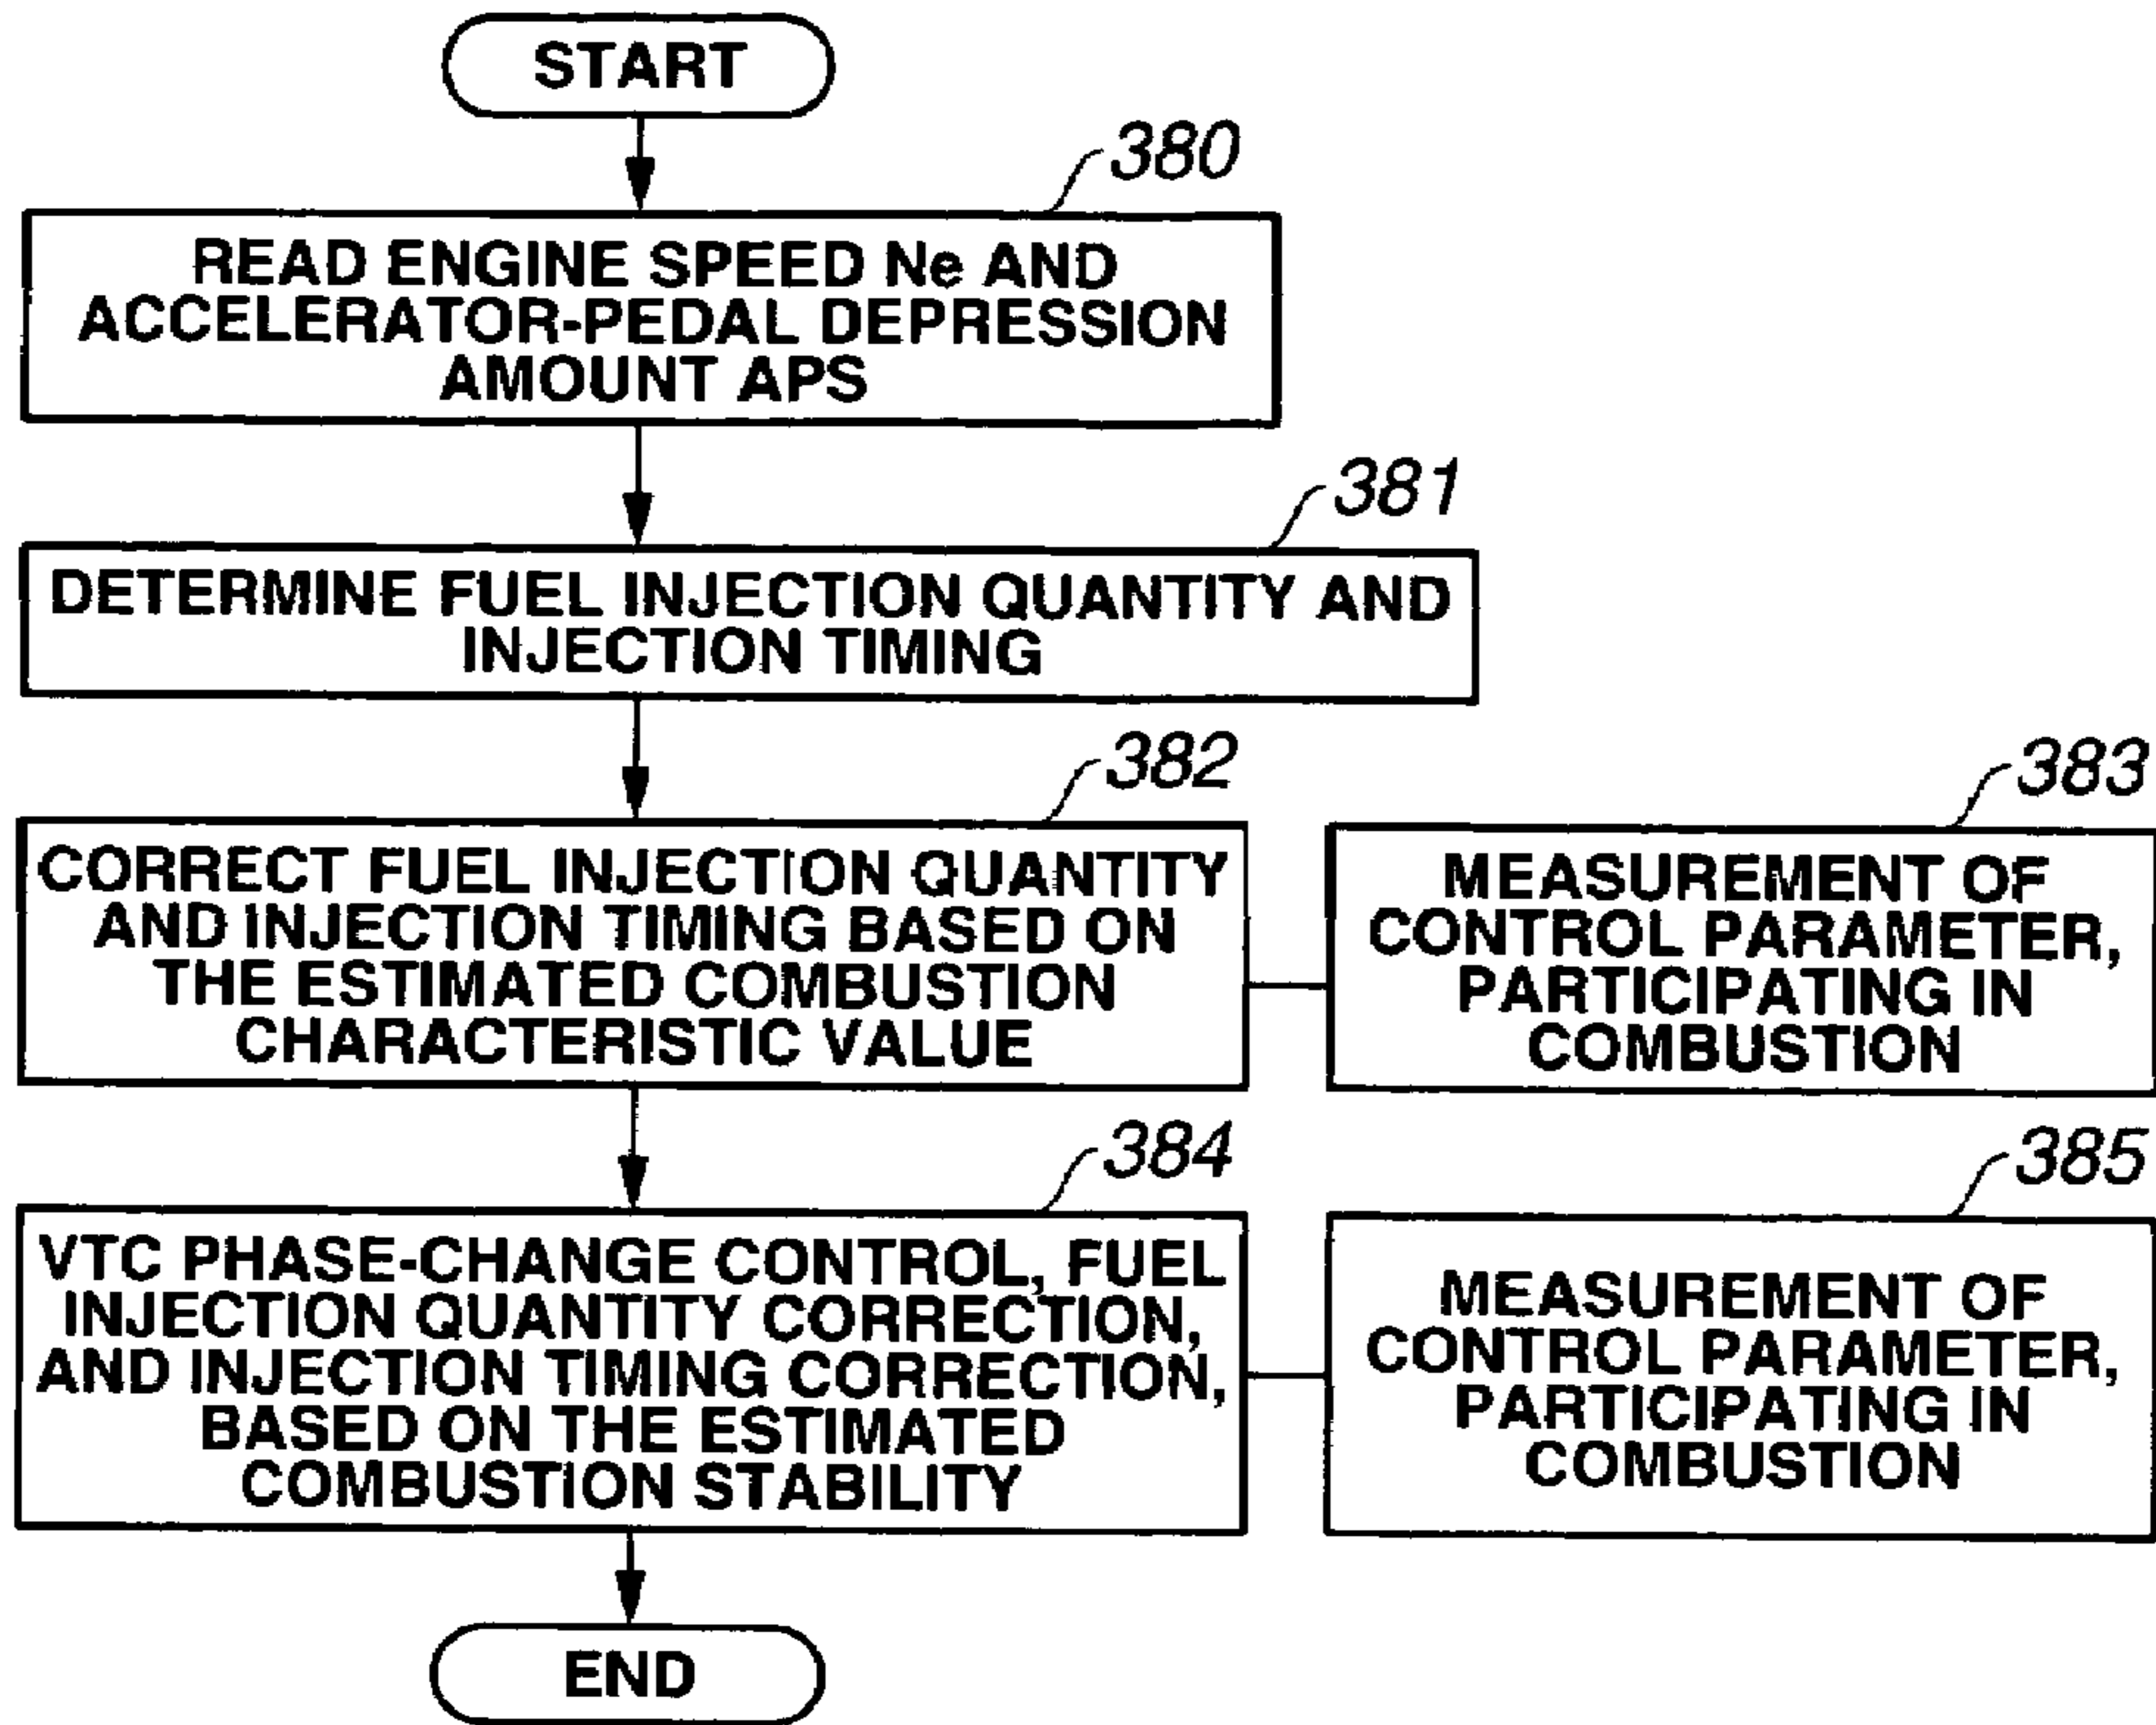 START
380
READ ENGINE SPEED Ne AND
ACCELERATOR-PEDAL DEPRESSION
AMOUNT APS
381
DETERMINE FUEL INJECTION QUANTITY AND
INJECTION TIMING
382
CORRECT FUEL INJECTION QUANTITY
AND INJECTION TIMING BASED ON
THE ESTIMATED COMBUSTION
CHARACTERISTIC VALUE
383
MEASUREMENT OF
CONTROL PARAMETER,
PARTICIPATING IN
COMBUSTION
384
VTC PHASE-CHANGE CONTROL, FUEL
INJECTION QUANTITY CORRECTION,
AND INJECTION TIMING CORRECTION,
BASED ON THE ESTIMATED
COMBUSTION STABILITY
385
MEASUREMENT OF
CONTROL PARAMETER,
PARTICIPATING IN
COMBUSTION
END